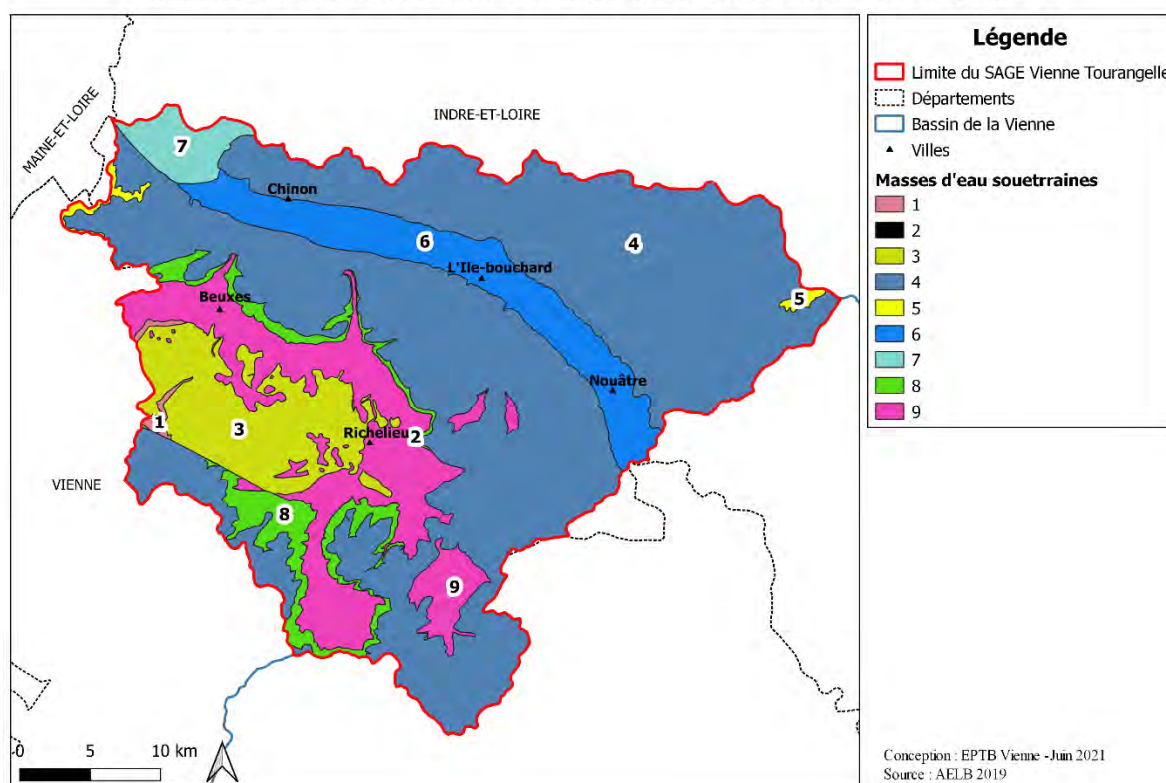 MAINE-ET-LOIRE
INDRE-ET-LOIRE
7
Chinon
6
4
L'Ile-bouchard
5
Beuxes
Nouâtre
1
3
Richelieu
2
VIENNE
8
9
0 5 10 km
Légende
Limite du SAGE Vienne Tourangelle
Départements
Bassin de la Vienne
Villes
Masses d'eau souetrraines
1
2
3
4
5
6
7
8
9
Conception : EPTB Vienne -Juin 2021
Source : AELB 2019